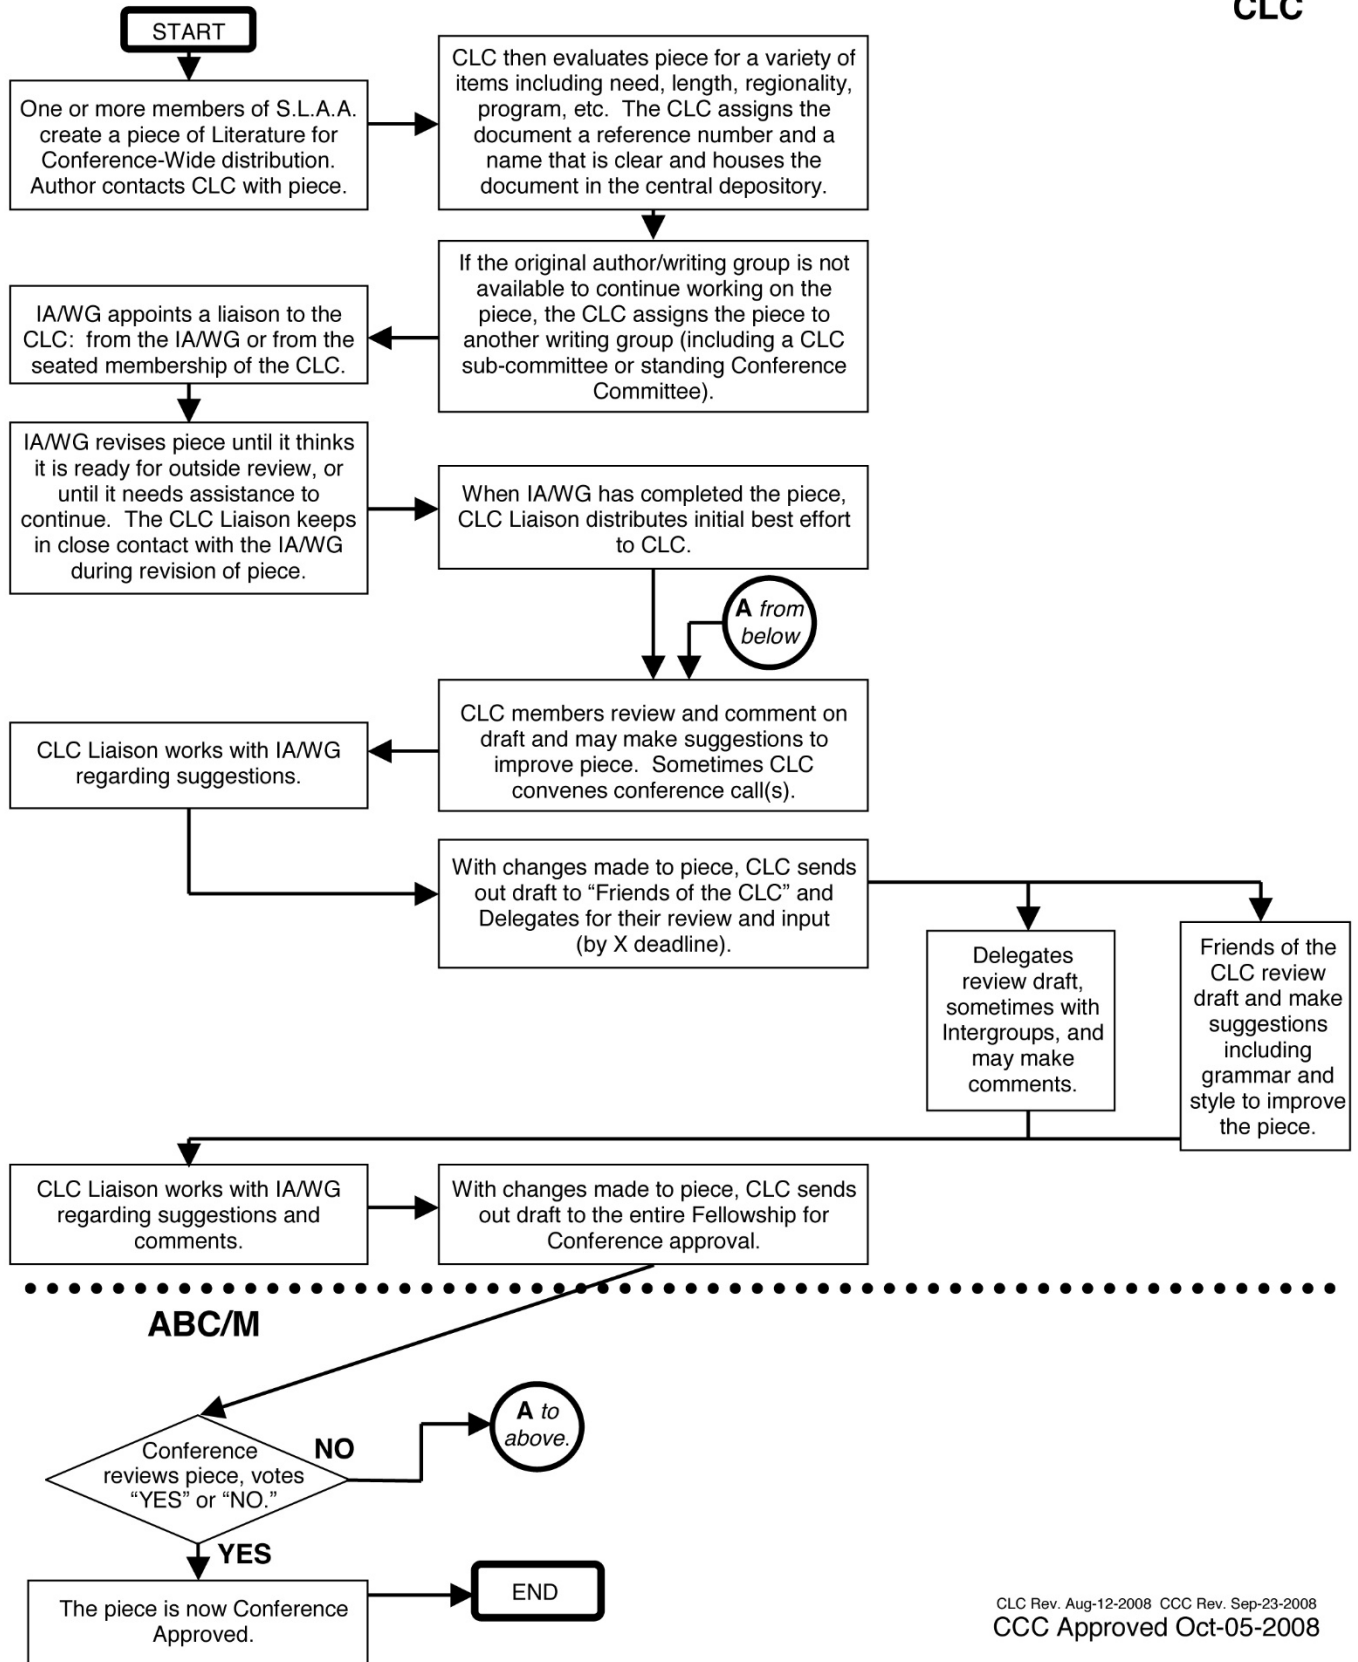 CLC
START
One or more members of S.L.A.A.
create a piece of Literature for
Conference-Wide distribution.
Author contacts CLC with piece.
CLC then evaluates piece for a variety of
items including need, length, regionality,
program, etc.  The CLC assigns the
document a reference number and a
name that is clear and houses the
document in the central depository.
If the original author/writing group is not
available to continue working on the
piece, the CLC assigns the piece to
another writing group (including a CLC
sub-committee or standing Conference
Committee).
IA/WG appoints a liaison to the
CLC:  from the IA/WG or from the
seated membership of the CLC.
IA/WG revises piece until it thinks
it is ready for outside review, or
until it needs assistance to
continue.  The CLC Liaison keeps
in close contact with the IA/WG
during revision of piece.
When IA/WG has completed the piece,
CLC Liaison distributes initial best effort
to CLC.
A from
below
CLC members review and comment on
draft and may make suggestions to
improve piece.  Sometimes CLC
convenes conference call(s).
CLC Liaison works with IA/WG
regarding suggestions.
With changes made to piece, CLC sends
out draft to “Friends of the CLC” and
Delegates for their review and input
(by X deadline).
Delegates
review draft,
sometimes with
Intergroups, and
may make
comments.
Friends of the
CLC review
draft and make
suggestions
including
grammar and
style to improve
the piece.
CLC Liaison works with IA/WG
regarding suggestions and
comments.
With changes made to piece, CLC sends
out draft to the entire Fellowship for
Conference approval.
ABC/M
Conference
reviews piece, votes
“YES” or “NO.”
NO
A to
above.
YES
The piece is now Conference
Approved.
END
CLC Rev. Aug-12-2008  CCC Rev. Sep-23-2008
CCC Approved Oct-05-2008